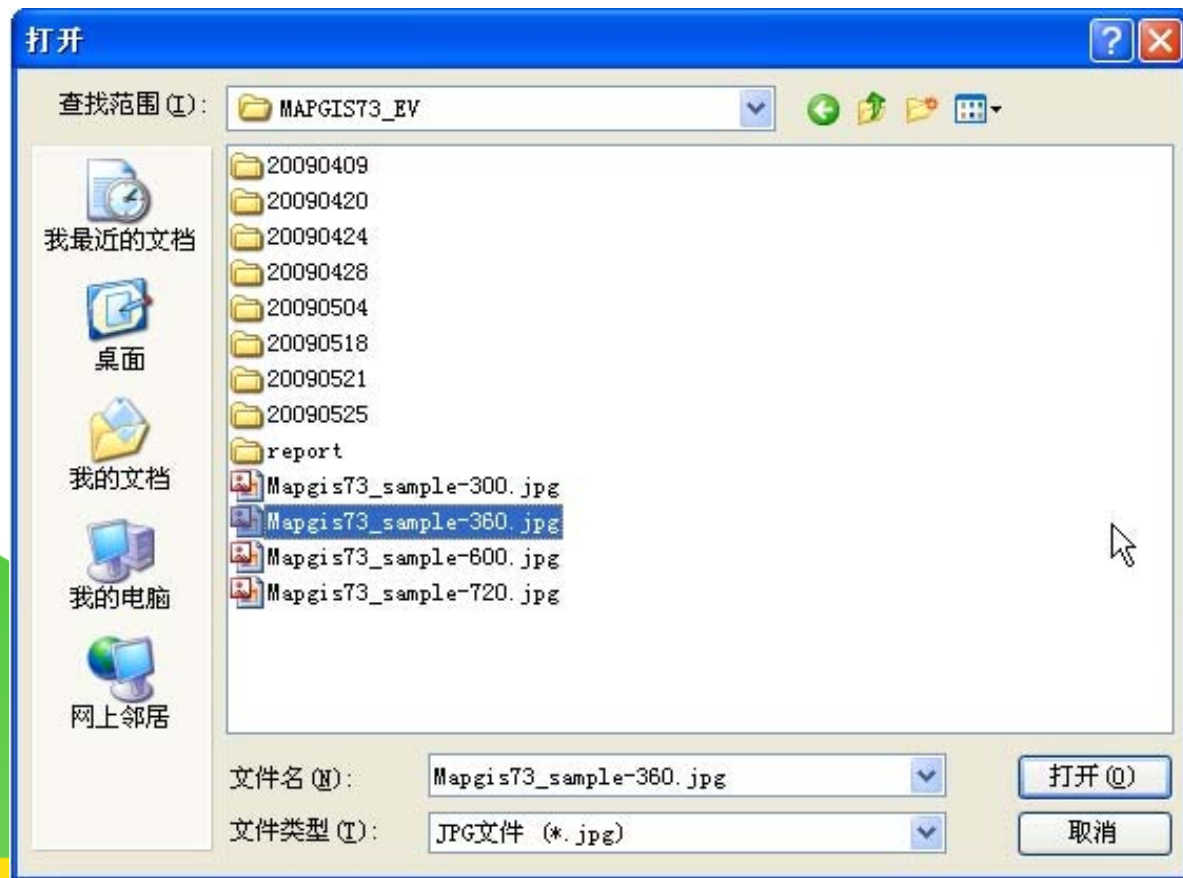 打开
查找范围(I):
MAPGIS73_EV
我最近的文档
桌面
我的文档
我的电脑
网上邻居
20090409
20090420
20090424
20090428
20090504
20090518
20090521
20090525
report
Mapgis73_sample-300.jpg
Mapgis73_sample-360.jpg
Mapgis73_sample-600.jpg
Mapgis73_sample-720.jpg
文件名(N): Mapgis73_sample-360.jpg 打开(O)
文件类型(T): JPG文件 (*.jpg) 取消